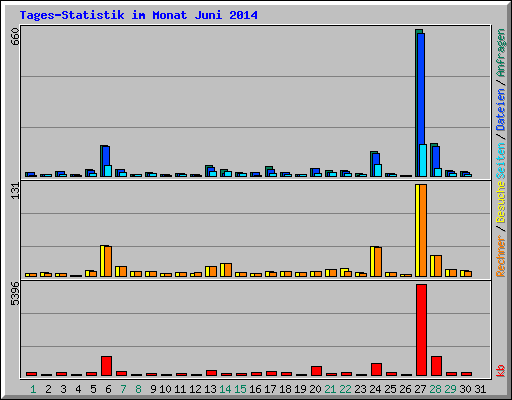 Tages-Statistik im Monat Juni 2014
660
131
5396
Anfragen / Dateien / Seiten
Rechner / Besuche
kb
1 2 3 4 5 6 7 8 9 10 11 12 13 14 15 16 17 18 19 20 21 22 23 24 25 26 27 28 29 30 31